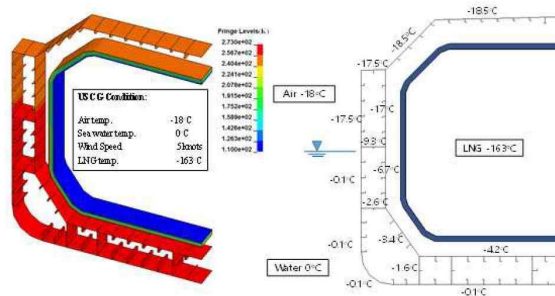 Fringe Levels(K)
2.730e+02
2.567e+02
2.404e+02
2.241e+02
2.078e+02
1.915e+02
1.752e+02
1.589e+02
1.426e+02
1.263e+02
1.100e+02
USCG Condition:
Air temp. -18 C
Sea water temp. 0 C
Wind Speed 5knots
LNG temp. -163 C
-18.5°C
-18.5°C
-17.5°C
Air -18°C
-17°C
-17.5°C
-9.3°C
LNG -163°C
-6.7°C
-0.1°C
-2.6°C
-3.4°C
-4.2°C
-0.1°C
Water 0°C
-1.6°C
-0.1°C